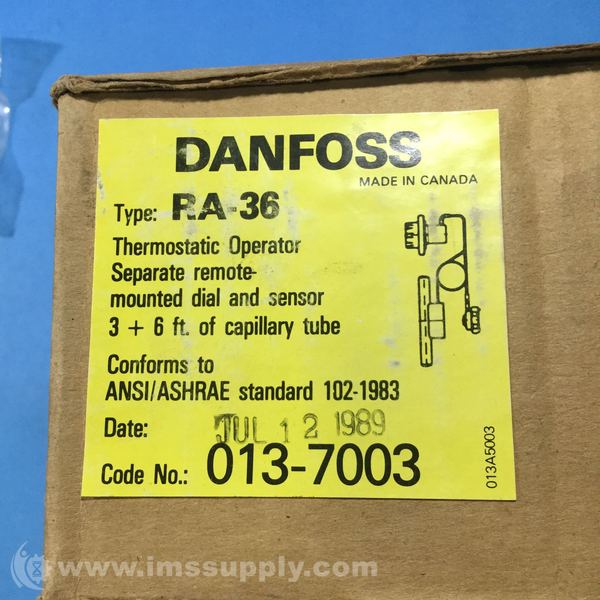 DANFOSS
MADE IN CANADA
Type: RA-36
Thermostatic Operator
Separate remote-
mounted dial and sensor
3 + 6 ft. of capillary tube
Conforms to
ANSI/ASHRAE standard 102-1983
Date: JUL 12 1989
Code No.: 013-7003
013A5003
www.imssupply.com